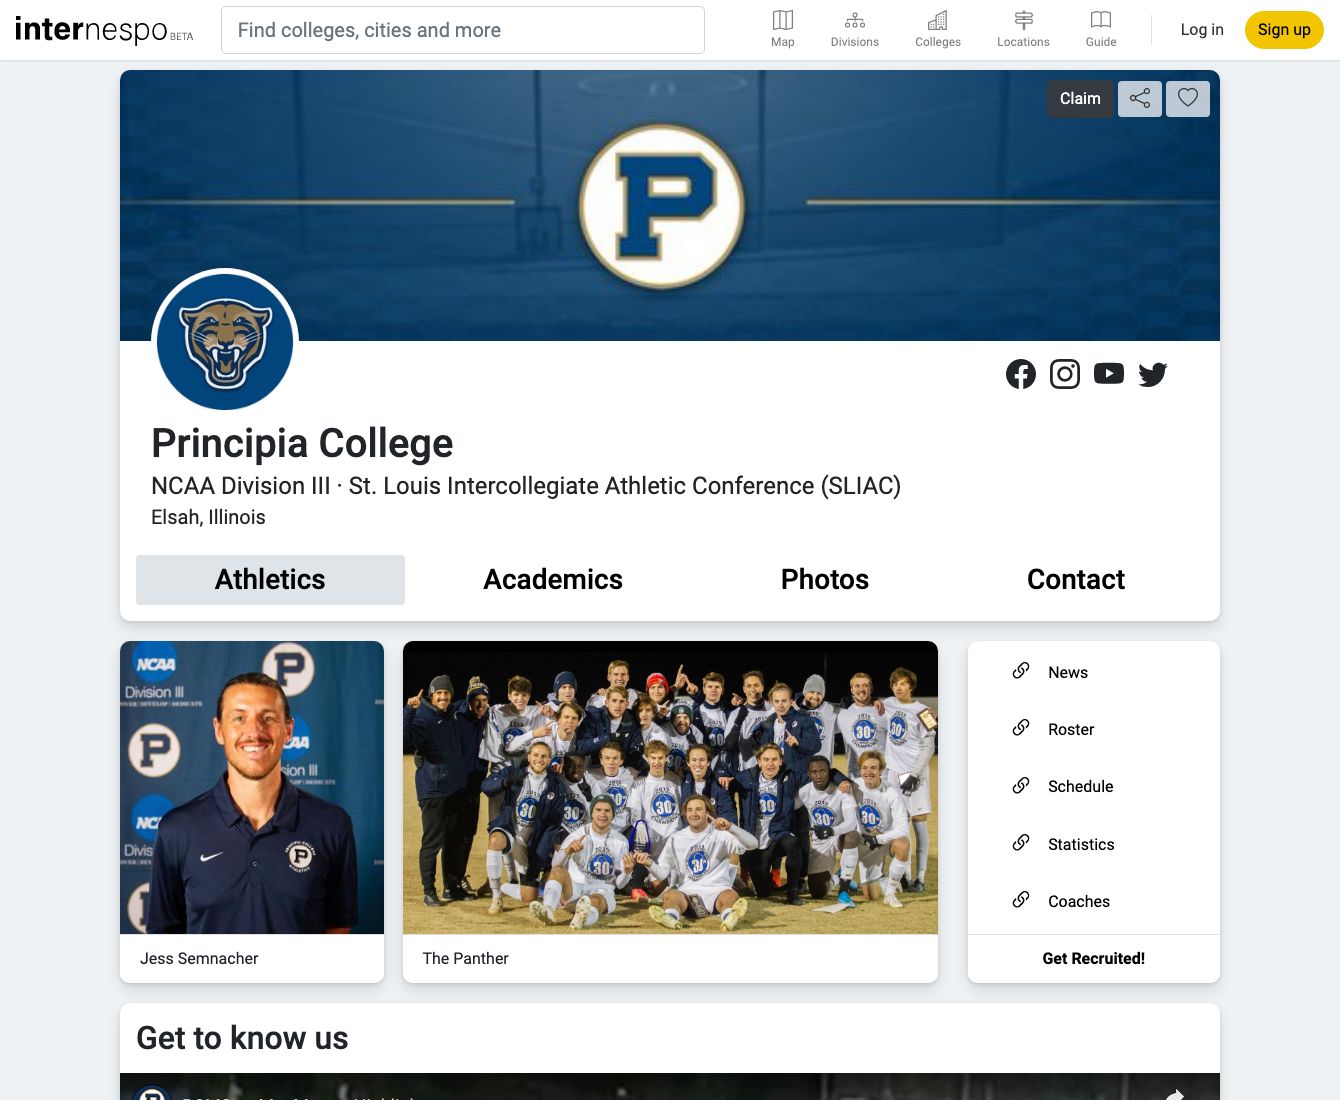 internespo BETA
Find colleges, cities and more
Map
Divisions
Colleges
Locations
Guide
Log in
Sign up
Claim
P
Principia College
NCAA Division III · St. Louis Intercollegiate Athletic Conference (SLIAC)
Elsah, Illinois
Athletics
Academics
Photos
Contact
NCAA
Division III
P
Jess Semnacher
The Panther
News
Roster
Schedule
Statistics
Coaches
Get Recruited!
Get to know us